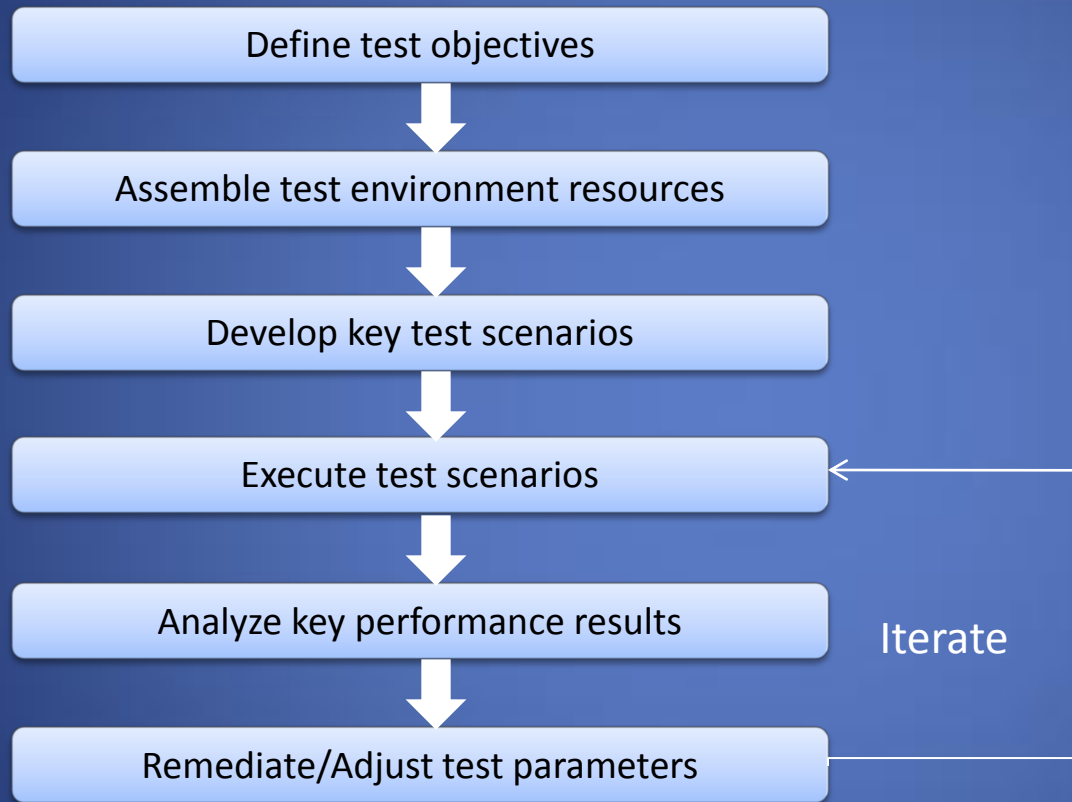 Define test objectives
Assemble test environment resources
Develop key test scenarios
Execute test scenarios
Analyze key performance results
Iterate
Remediate/Adjust test parameters